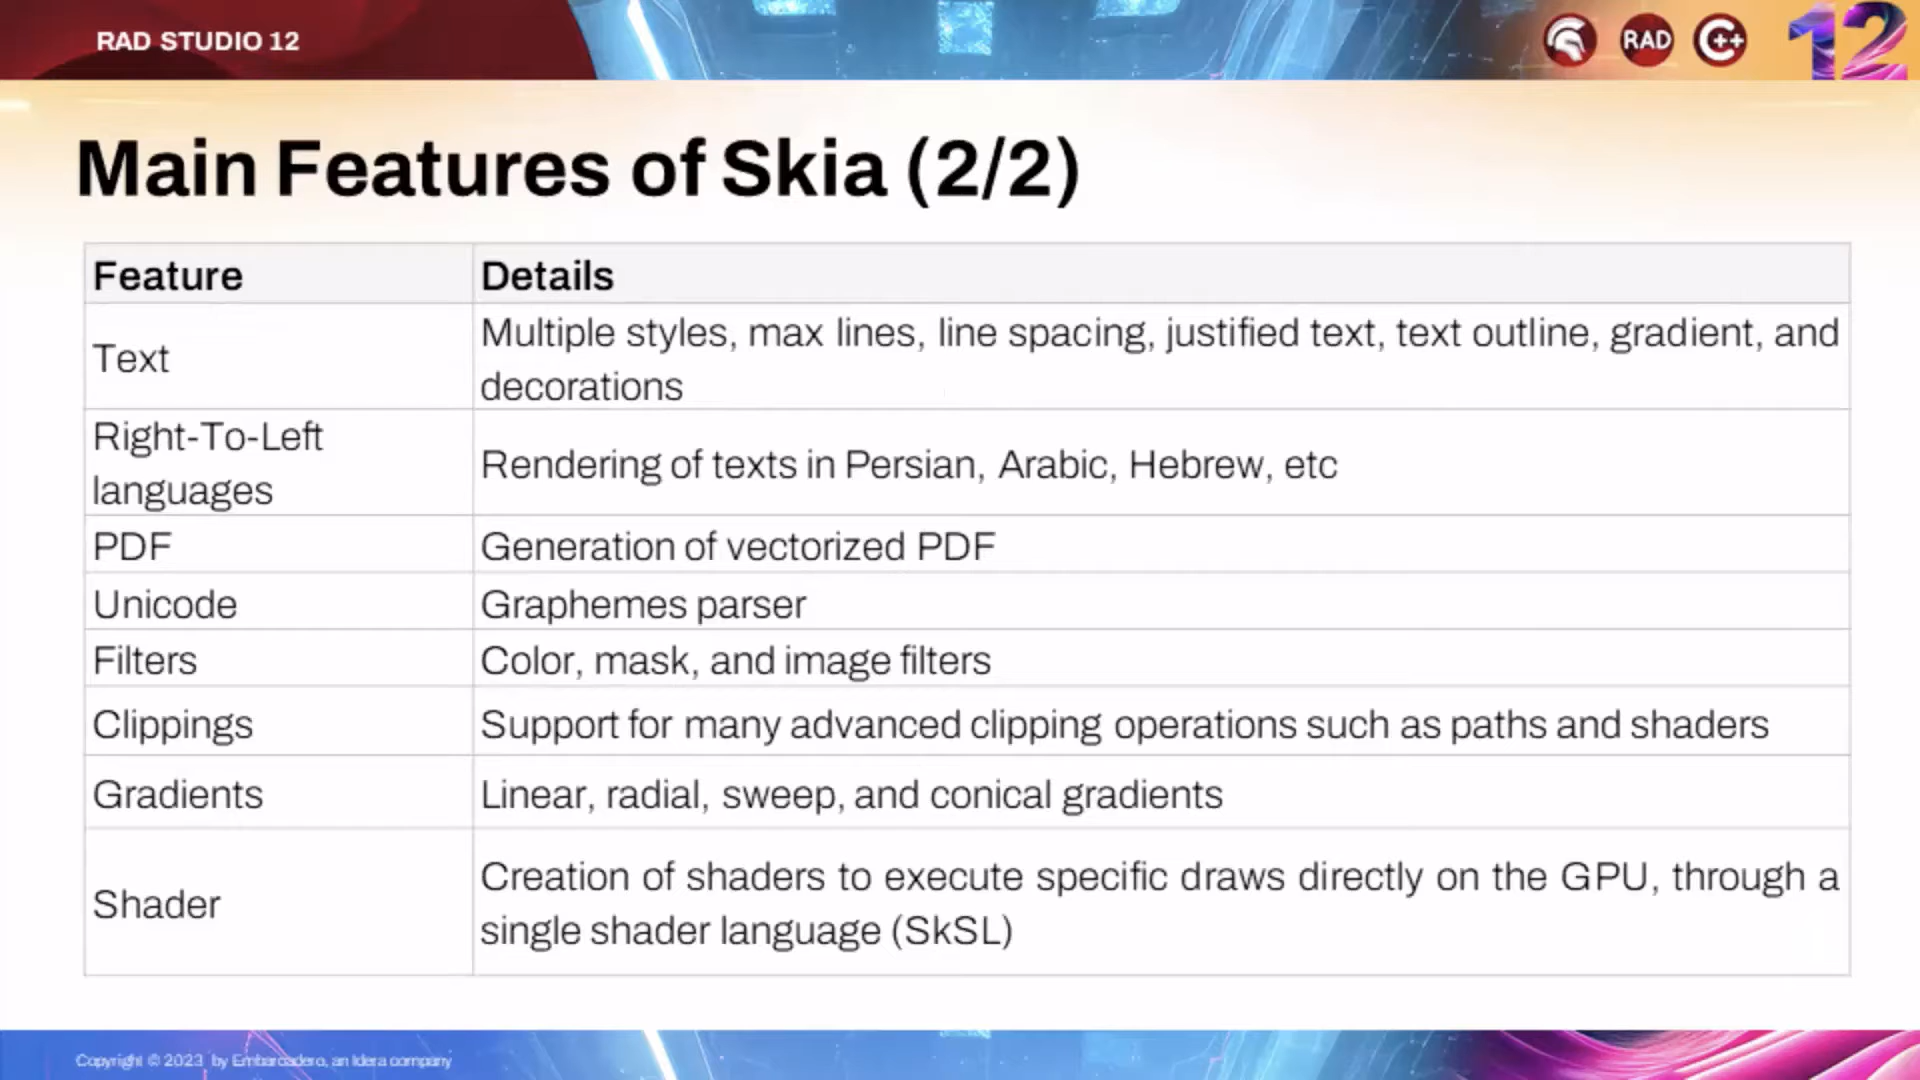 RAD STUDIO 12
RAD
C++
12
Main Features of Skia (2/2)
Feature
Details
Text
Multiple styles, max lines, line spacing, justified text, text outline, gradient, and
decorations
Right-To-Left
languages
Rendering of texts in Persian, Arabic, Hebrew, etc
PDF
Generation of vectorized PDF
Unicode
Graphemes parser
Filters
Color, mask, and image filters
Clippings
Support for many advanced clipping operations such as paths and shaders
Gradients
Linear, radial, sweep, and conical gradients
Shader
Creation of shaders to execute specific draws directly on the GPU, through a
single shader language (SkSL)
Copyright © 2023 by Embarcadero, an Idera company